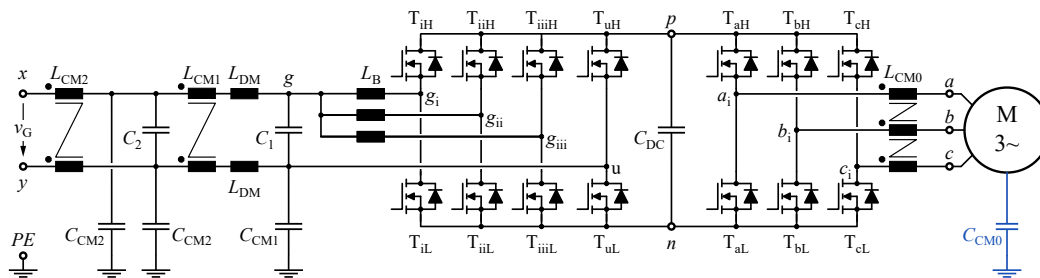 T_iH T_iiH T_iiiH T_uH p T_aH T_bH T_cH
x L_CM2 L_CM1 L_DM g L_B g_i L_CM0 a
v_G C_2 C_1 g_ii C_DC a_i b_i b M
g_iii 3~
y L_DM u c_i c
PE C_CM2 C_CM2 C_CM1 T_iL T_iiL T_iiiL T_uL n T_aL T_bL T_cL C_CM0